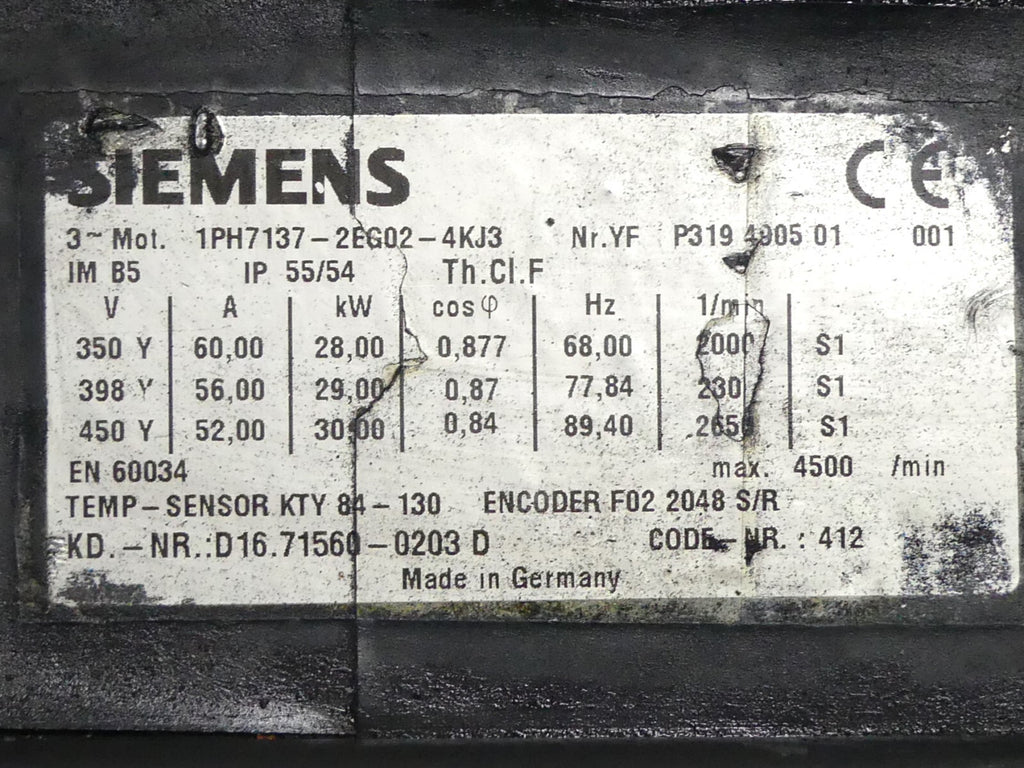 SIEMENS CE
3~ Mot. 1PH7137-2EG02-4KJ3 Nr.YF P319 4905 01 001
IM B5 IP 55/54 Th.Cl.F
V A kW cosφ Hz 1/min
350 Y 60,00 28,00 0,877 68,00 2000 S1
398 Y 56,00 29,00 0,87 77,84 S1
450 Y 52,00 30,00 0,84 89,40 2650 S1
EN 60034 max. 4500 /min
TEMP-SENSOR KTY 84-130 ENCODER F02 2048 S/R
KD.-NR.:D16.71560-0203 D CODE-NR. : 412
Made in Germany